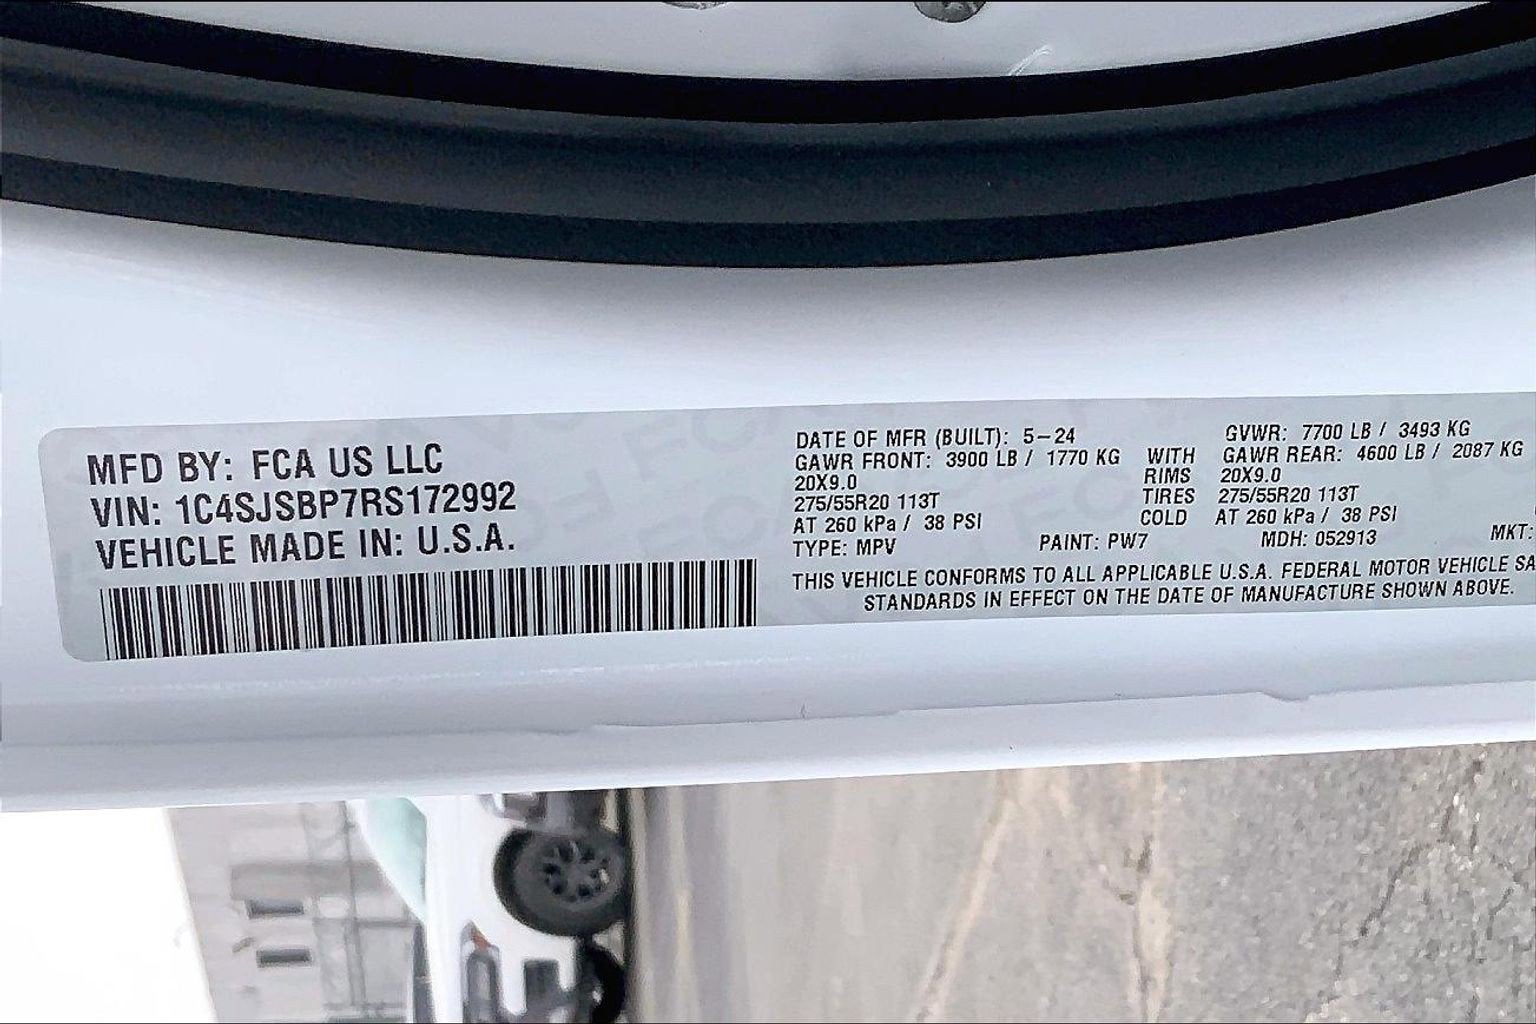 MFD BY: FCA US LLC
VIN: 1C4SJSBP7RS172992
VEHICLE MADE IN: U.S.A.
DATE OF MFR (BUILT): 5-24 GVWR: 7700 LB / 3493 KG
GAWR FRONT: 3900 LB / 1770 KG WITH GAWR REAR: 4600 LB / 2087 KG
20X9.0 RIMS 20X9.0
275/55R20 113T TIRES 275/55R20 113T
AT 260 kPa / 38 PSI COLD AT 260 kPa / 38 PSI
TYPE: MPV PAINT: PW7 MDH: 052913 MKT:
THIS VEHICLE CONFORMS TO ALL APPLICABLE U.S.A. FEDERAL MOTOR VEHICLE SA
STANDARDS IN EFFECT ON THE DATE OF MANUFACTURE SHOWN ABOVE.